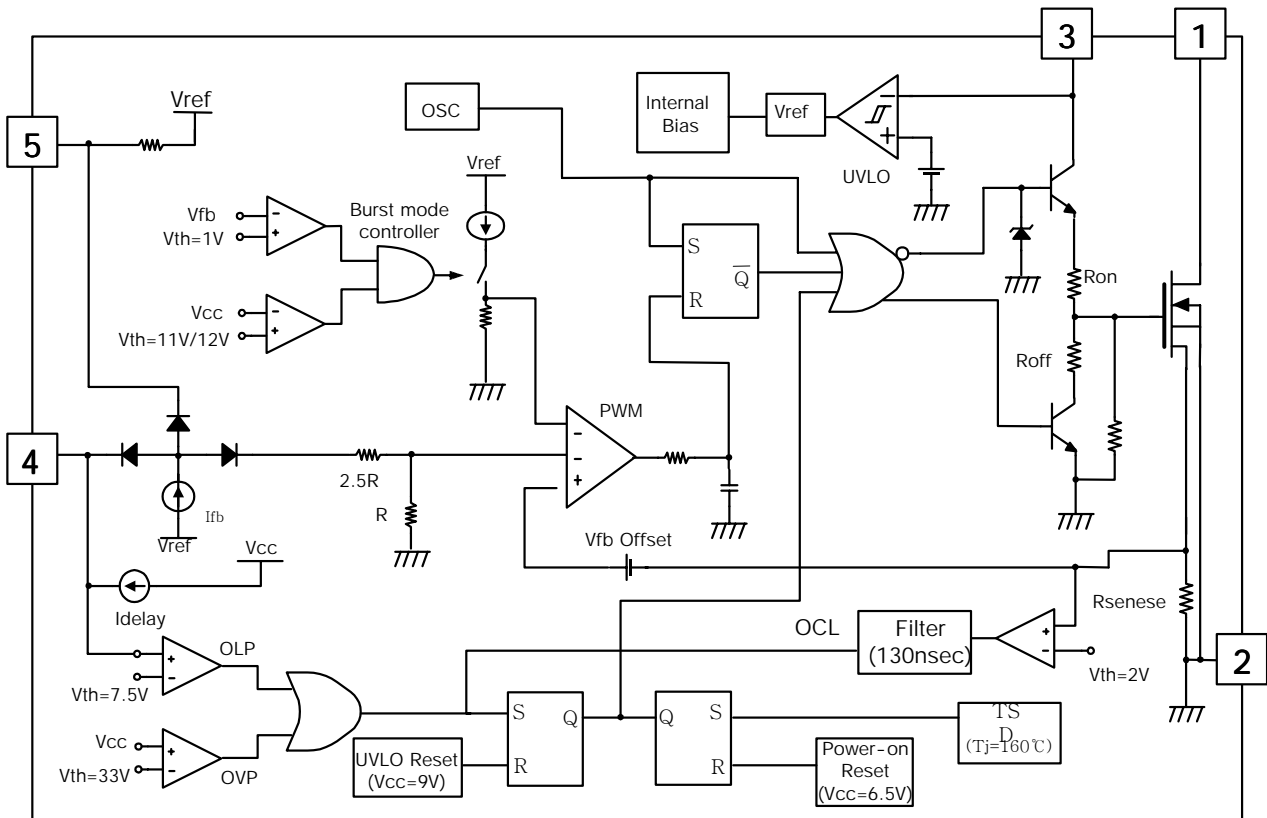 3
1
Vref
OSC
Internal
Bias
Vref
5
UVLO
Vref
Vfb
Vth=1V
Burst mode
controller
S
Q
R
Ron
Vcc
Vth=11V/12V
Roff
PWM
4
2.5R
R
Ifb
Vref
Vcc
Vfb Offset
Idelay
Rsenese
OCL
Filter
(130nsec)
OLP
Vth=7.5V
Vth=2V
2
S
Q
R
Q
S
R
TS
D
(Tj=160℃)
Vcc
Vth=33V
OVP
UVLO Reset
(Vcc=9V)
Power-on
Reset
(Vcc=6.5V)